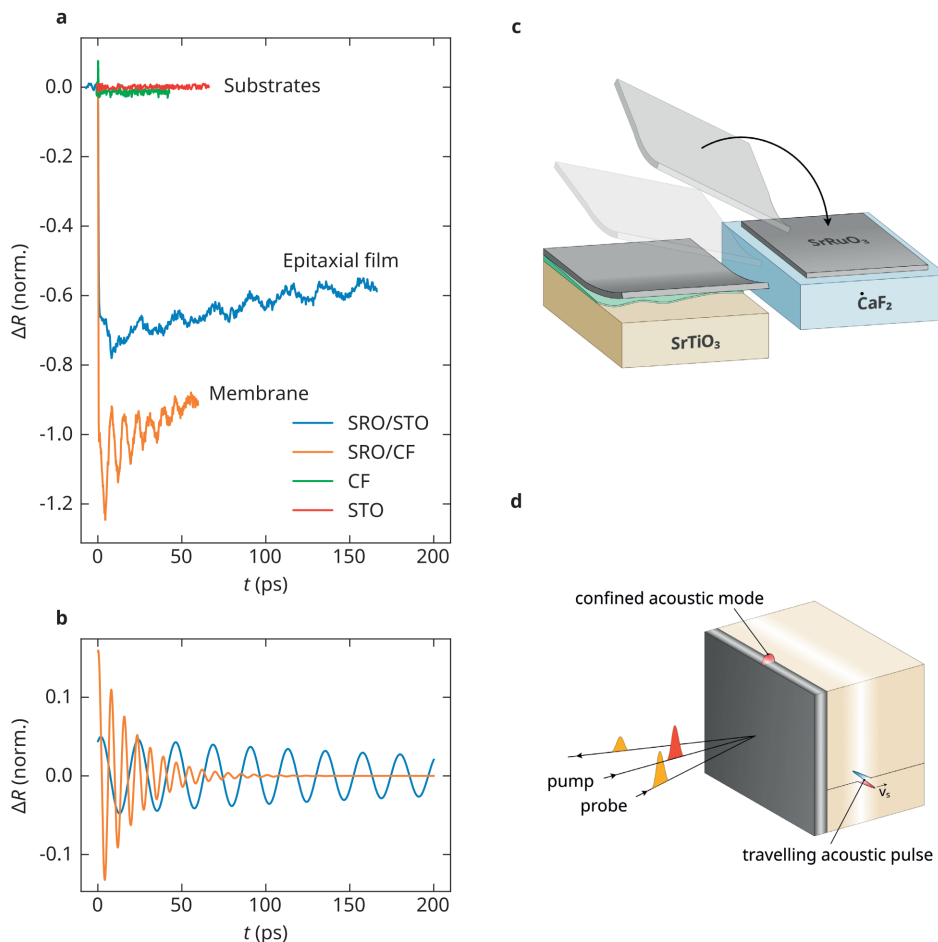 a
0.0
-0.2
-0.4
-0.6
-0.8
-1.0
-1.2
ΔR (norm.)
Substrates
Epitaxial film
Membrane
SRO/STO
SRO/CF
CF
STO
0
50
100
150
200
t (ps)
b
0.1
0.0
-0.1
ΔR (norm.)
0
50
100
150
200
t (ps)
c
SrRuO₃
CaF₂
SrTiO₃
d
confined acoustic mode
pump
probe
v⃗ₛ
travelling acoustic pulse